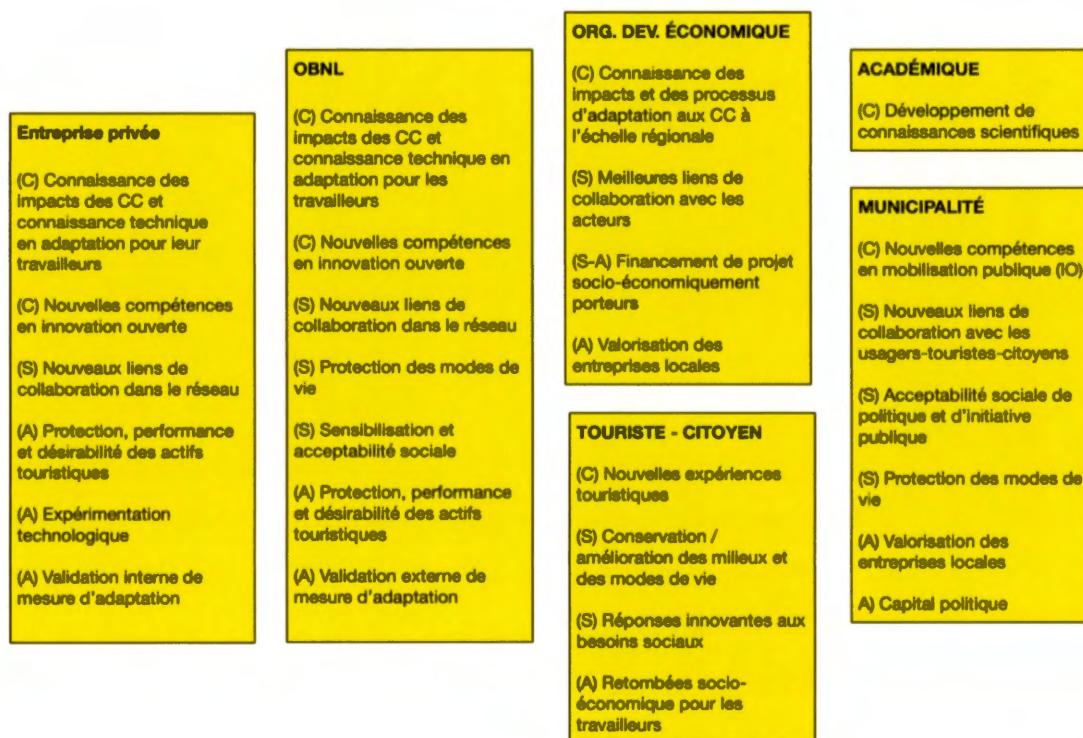 Entreprise privée
(C) Connaissance des
impacts des CC et
connaissance technique
en adaptation pour leur
travailleurs
(C) Nouvelles compétences
en innovation ouverte
(S) Nouveaux liens de
collaboration dans le réseau
(A) Protection, performance
et désirabilité des actifs
touristiques
(A) Expérimentation
technologique
(A) Validation interne de
mesure d'adaptation
OBNL
(C) Connaissance des
impacts des CC et
connaissance technique en
adaptation pour les
travailleurs
(C) Nouvelles compétences
en innovation ouverte
(S) Nouveaux liens de
collaboration dans le réseau
(S) Protection des modes de
vie
(S) Sensibilisation et
acceptabilité sociale
(A) Protection, performance
et désirabilité des actifs
touristiques
(A) Validation externe de
mesure d'adaptation
ORG. DEV. ÉCONOMIQUE
(C) Connaissance des
impacts et des processus
d'adaptation aux CC à
l'échelle régionale
(S) Meilleures liens de
collaboration avec les
acteurs
(S-A) Financement de projet
socio-économiquement
porteurs
(A) Valorisation des
entreprises locales
TOURISTE - CITOYEN
(C) Nouvelles expériences
touristiques
(S) Conservation /
amélioration des milieux et
des modes de vie
(S) Réponses innovantes aux
besoins sociaux
(A) Retombées socio-
économique pour les
travailleurs
ACADÉMIQUE
(C) Développement de
connaissances scientifiques
MUNICIPALITÉ
(C) Nouvelles compétences
en mobilisation publique (IO)
(S) Nouveaux liens de
collaboration avec les
usagers-touristes-citoyens
(S) Acceptabilité sociale de
politique et d'initiative
publique
(S) Protection des modes de
vie
(A) Valorisation des
entreprises locales
A) Capital politique